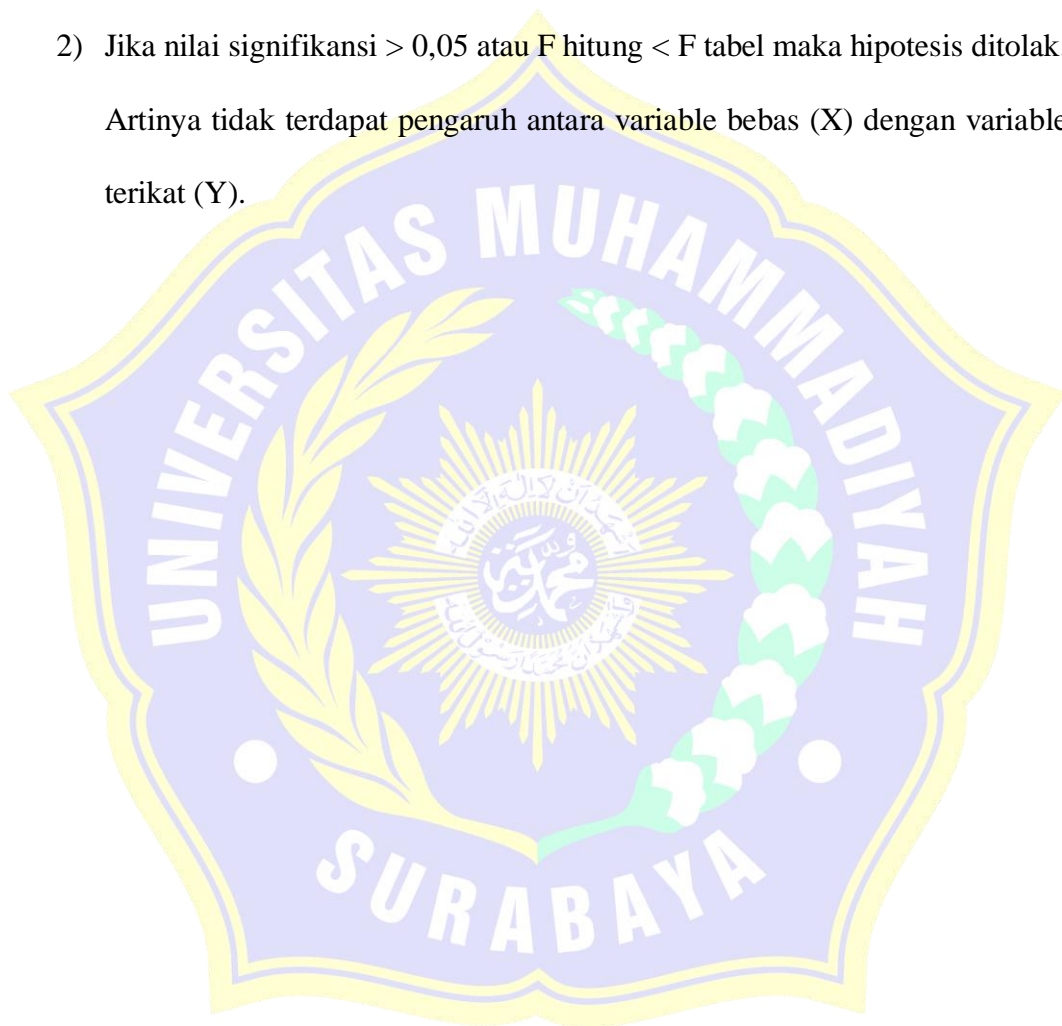 2) Jika nilai signifikansi > 0,05 atau F hitung < F tabel maka hipotesis ditolak
Artinya tidak terdapat pengaruh antara variable bebas (X) dengan variable
terikat (Y).
UNIVERSITAS MUHAMMADIYAH
SURABAYA